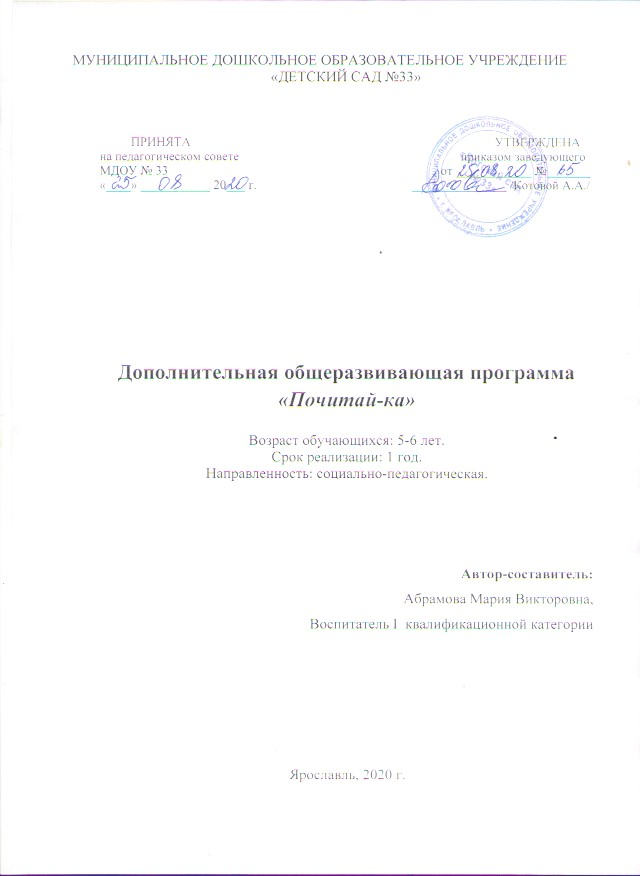 МУНИЦИПАЛЬНОЕ ДОШКОЛЬНОЕ ОБРАЗОВАТЕЛЬНОЕ УЧРЕЖДЕНИЕ
«ДЕТСКИЙ САД №33»
ПРИНЯТА
на педагогическом совете
МДОУ № 33
« 25 » 08 2020 г.
УТВЕРЖДЕНА
приказом заведующего
от 25.08.20 № 65
/Котовой А.А./
Дополнительная общеразвивающая программа
«Почитай-ка»
Возраст обучающихся: 5-6 лет.
Срок реализации: 1 год.
Направленность: социально-педагогическая.
Автор-составитель:
Абрамова Мария Викторовна,
Воспитатель I квалификационной категории
Ярославль, 2020 г.